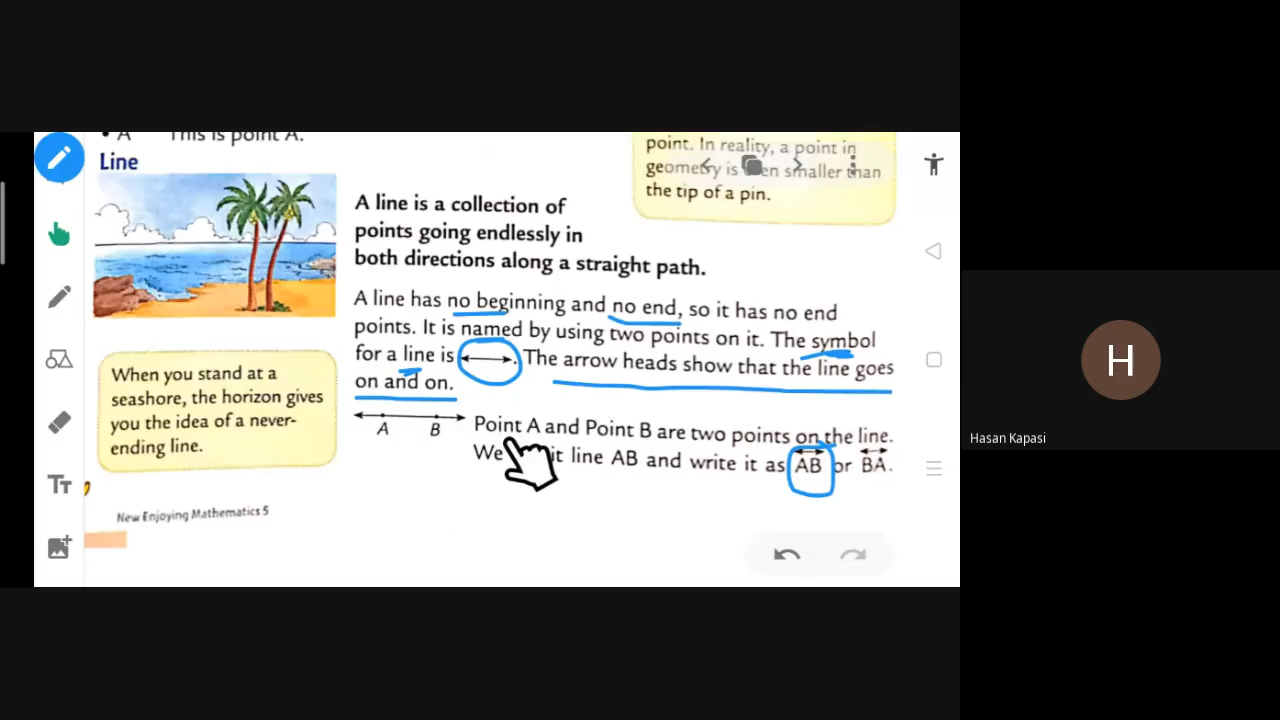 • A This is point A.
Line
point. In reality, a point in
geometry is even smaller than
the tip of a pin.
A line is a collection of
points going endlessly in
both directions along a straight path.
A line has no beginning and no end, so it has no end
points. It is named by using two points on it. The symbol
for a line is . The arrow heads show that the line goes
on and on.
When you stand at a
seashore, the horizon gives
you the idea of a never-
ending line.
A B
Point A and Point B are two points on the line.
We it line AB and write it as AB or BA.
New Enjoying Mathematics 5
Tт
H
Hasan Kapasi